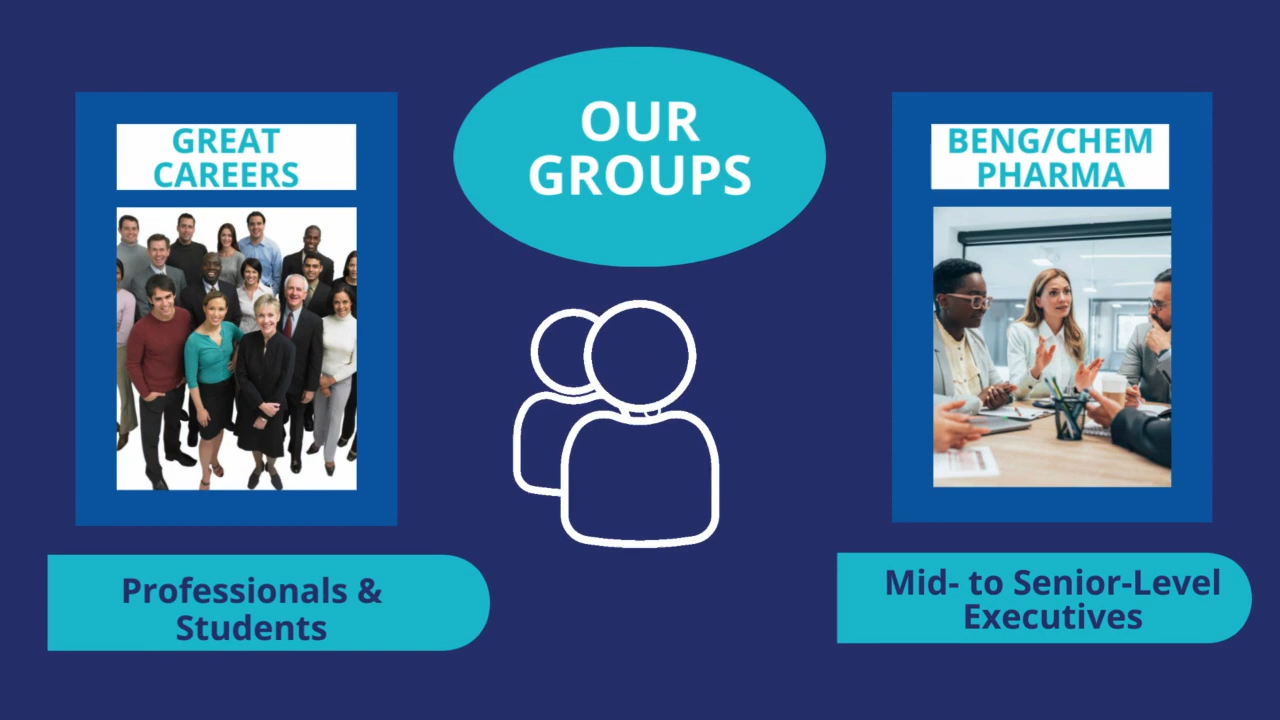 OUR
GROUPS
GREAT
CAREERS
Professionals &
Students
BENG/CHEM
PHARMA
Mid- to Senior-Level
Executives